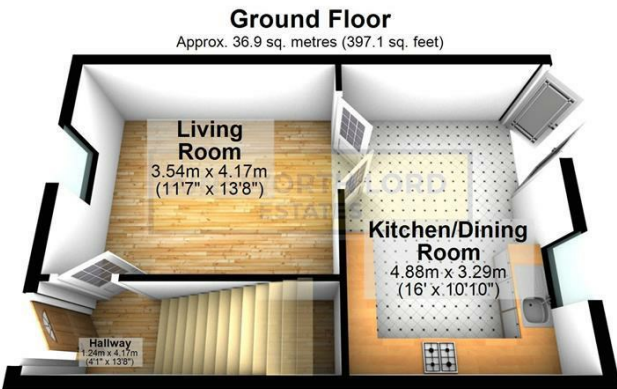 Ground Floor
Approx. 36.9 sq. metres (397.1 sq. feet)
Living
Room
3.54m x 4.17m
(11'7" x 13'8")
Kitchen/Dining
Room
4.88m x 3.29m
(16' x 10'10")
Hallway
1.24m x 4.17m
(4'1" x 13'8")
ESTATES